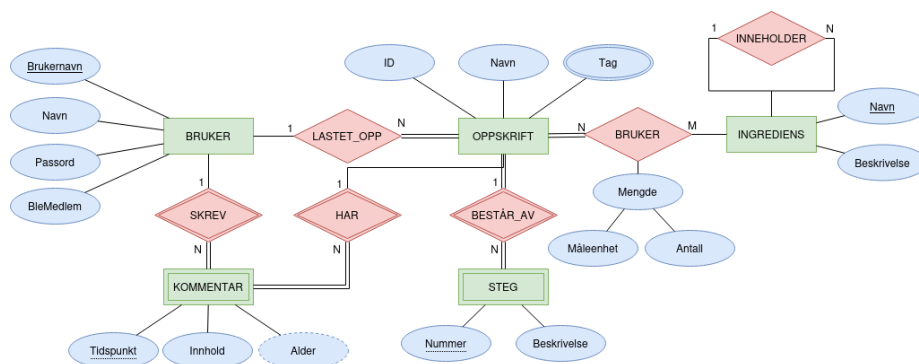 1
INNEHOLDER
N
Brukernavn
ID
Navn
Tag
Navn
Navn
BRUKER
1
LASTET_OPP
N
OPPSKRIFT
N
BRUKER
M
INGREDIENS
Passord
Beskrivelse
BleMedlem
1
1
1
Mengde
SKREV
HAR
BESTÅR_AV
Måleenhet
Antall
N
N
N
KOMMENTAR
STEG
Tidspunkt
Innhold
Alder
Nummer
Beskrivelse